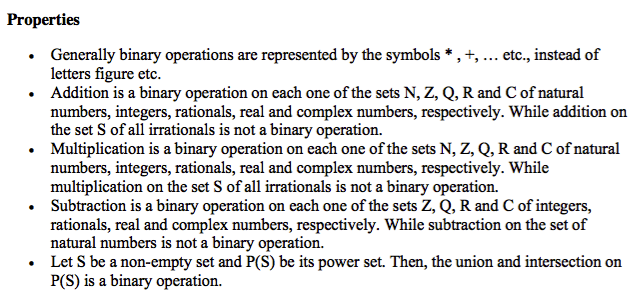 Properties
• Generally binary operations are represented by the symbols * , +, … etc., instead of
letters figure etc.
• Addition is a binary operation on each one of the sets N, Z, Q, R and C of natural
numbers, integers, rationals, real and complex numbers, respectively. While addition on
the set S of all irrationals is not a binary operation.
• Multiplication is a binary operation on each one of the sets N, Z, Q, R and C of natural
numbers, integers, rationals, real and complex numbers, respectively. While
multiplication on the set S of all irrationals is not a binary operation.
• Subtraction is a binary operation on each one of the sets Z, Q, R and C of integers,
rationals, real and complex numbers, respectively. While subtraction on the set of
natural numbers is not a binary operation.
• Let S be a non-empty set and P(S) be its power set. Then, the union and intersection on
P(S) is a binary operation.